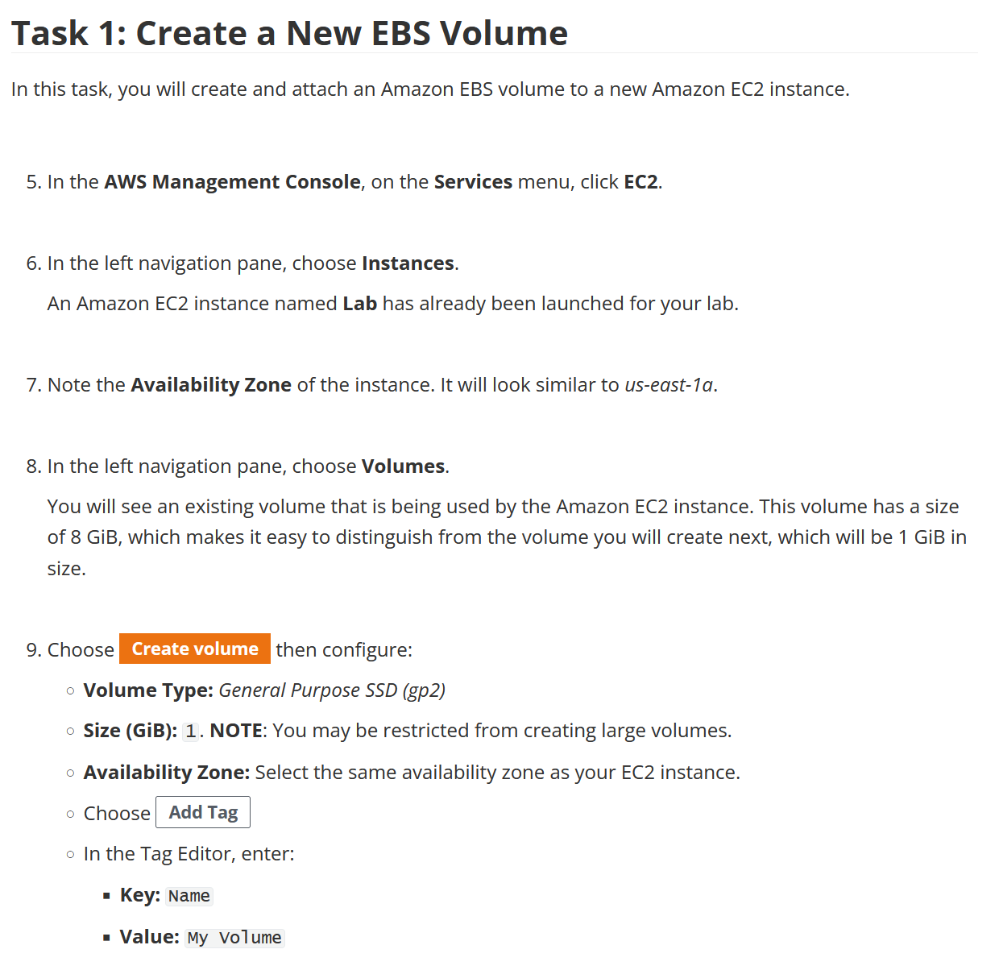 Task 1: Create a New EBS Volume
In this task, you will create and attach an Amazon EBS volume to a new Amazon EC2 instance.
5. In the AWS Management Console, on the Services menu, click EC2.
6. In the left navigation pane, choose Instances.
An Amazon EC2 instance named Lab has already been launched for your lab.
7. Note the Availability Zone of the instance. It will look similar to us-east-1a.
8. In the left navigation pane, choose Volumes.
You will see an existing volume that is being used by the Amazon EC2 instance. This volume has a size
of 8 GiB, which makes it easy to distinguish from the volume you will create next, which will be 1 GiB in
size.
9. Choose Create volume then configure:
Volume Type: General Purpose SSD (gp2)
Size (GiB): 1. NOTE: You may be restricted from creating large volumes.
Availability Zone: Select the same availability zone as your EC2 instance.
Choose Add Tag
In the Tag Editor, enter:
Key: Name
Value: My Volume